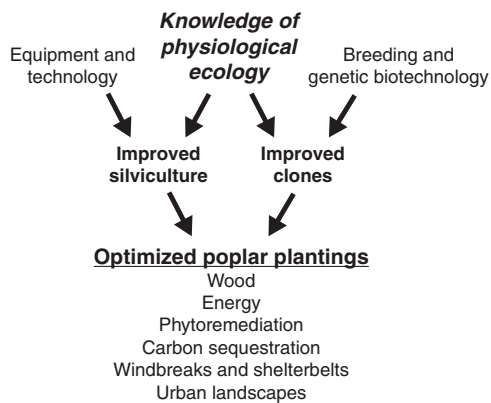 Knowledge of
physiological
ecology
Equipment and
technology
Breeding and
genetic biotechnology
Improved
silviculture
Improved
clones
Optimized poplar plantings
Wood
Energy
Phytoremediation
Carbon sequestration
Windbreaks and shelterbelts
Urban landscapes